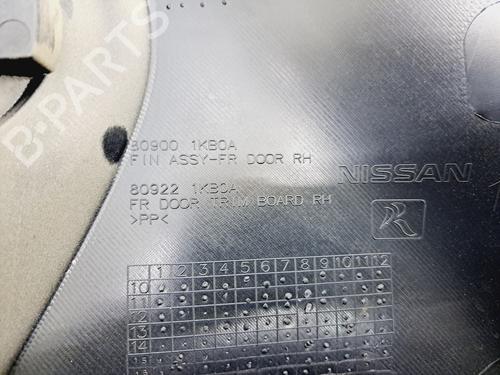 B-PARTS
80900 1KB0A
FIN ASSY-FR DOOR RH
NISSAN
80922 1KB0A
FR DOOR TRIM BOARD RH
>PP<
1 2 3 4 5 6 7 8 9 10 11 12
10
11
12
13
14